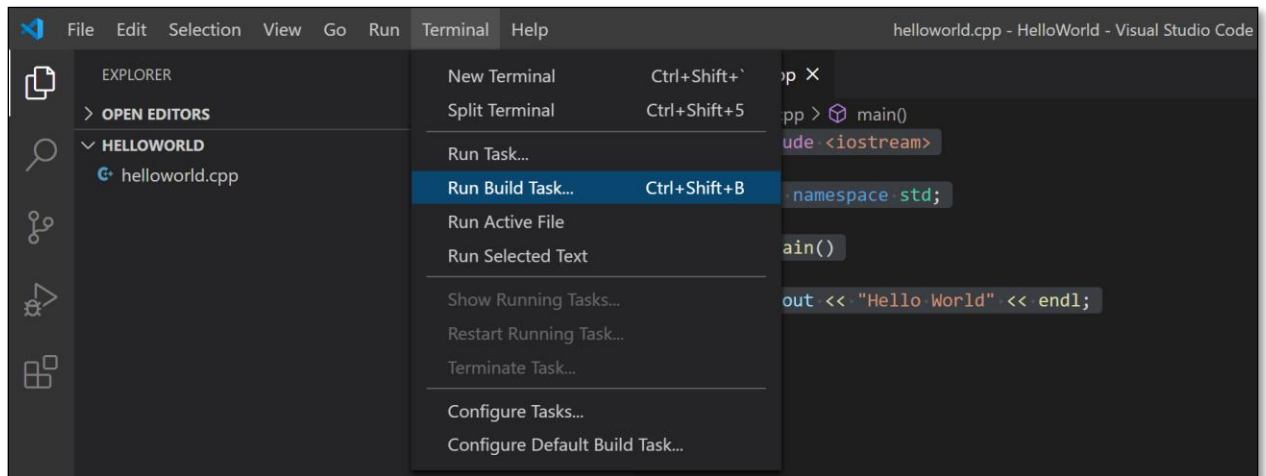 File Edit Selection View Go Run Terminal Help helloworld.cpp - HelloWorld - Visual Studio Code
EXPLORER
OPEN EDITORS
HELLOWORLD
helloworld.cpp
New Terminal Ctrl+Shift+`
Split Terminal Ctrl+Shift+5
Run Task...
Run Build Task... Ctrl+Shift+B
Run Active File
Run Selected Text
Show Running Tasks...
Restart Running Task...
Terminate Task...
Configure Tasks...
Configure Default Build Task...
pp ×
pp > main()
ude <iostream>
namespace std;
ain()
out << "Hello World" << endl;